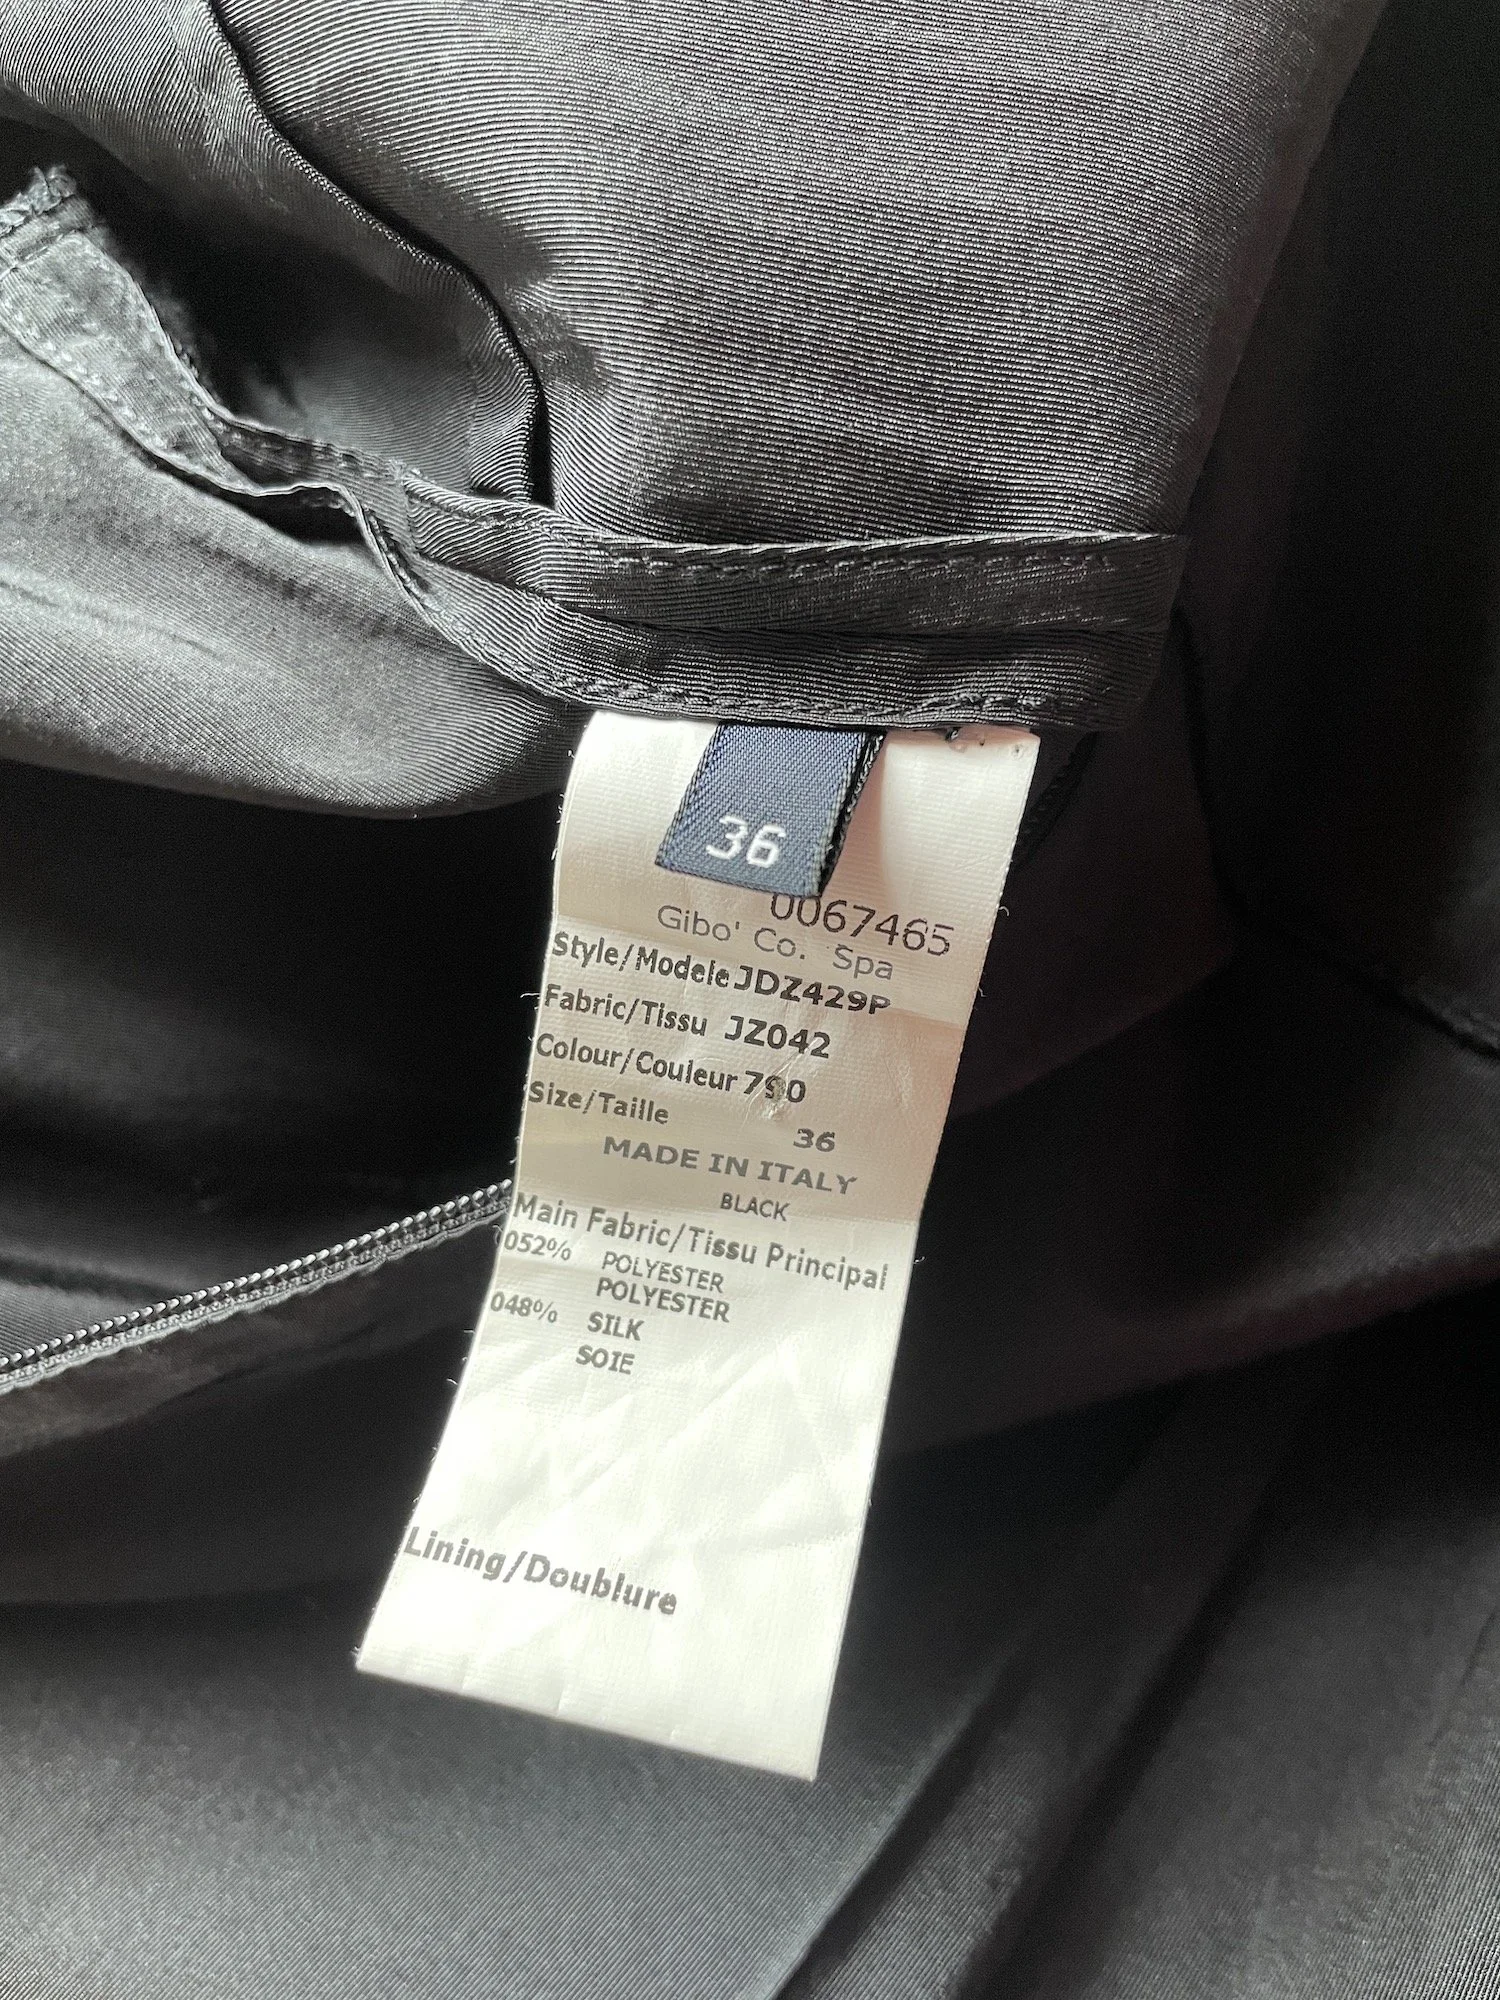 36
0067465
Gibo' Co. Spa
Style/Modele JDZ429P
Fabric/Tissu JZ042
Colour/Couleur 790
Size/Taille 36
MADE IN ITALY
BLACK
Main Fabric/Tissu Principal
052% POLYESTER
POLYESTER
048% SILK
SOIE
Lining/Doublure